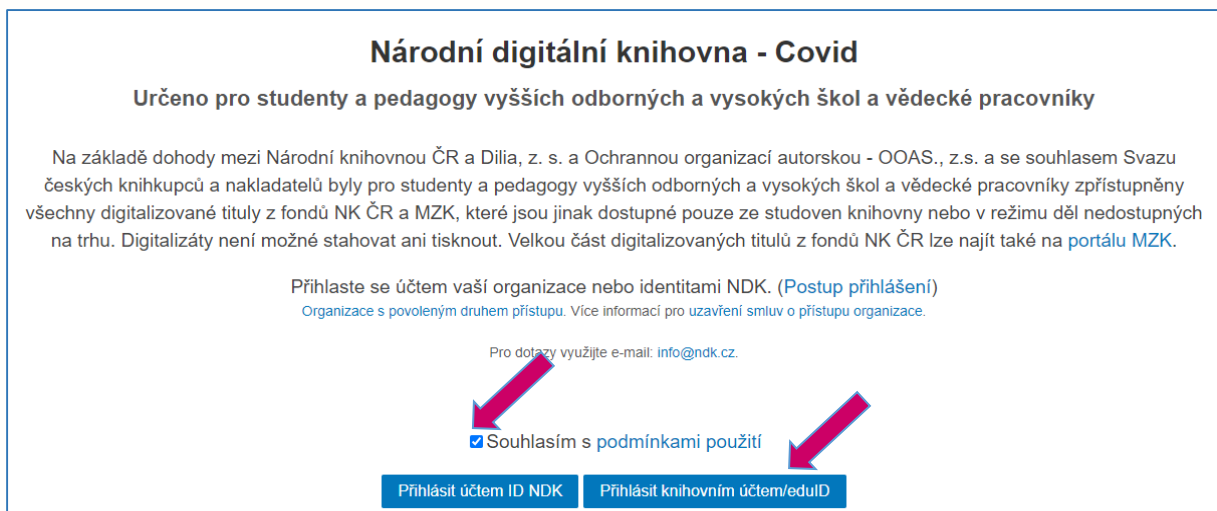 Národní digitální knihovna - Covid
Určeno pro studenty a pedagogy vyšších odborných a vysokých škol a vědecké pracovníky
Na základě dohody mezi Národní knihovnou ČR a Dilia, z. s. a Ochrannou organizací autorskou - OOAS., z.s. a se souhlasem Svazu
českých knihkupců a nakladatelů byly pro studenty a pedagogy vyšších odborných a vysokých škol a vědecké pracovníky zpřístupněny
všechny digitalizované tituly z fondů NK ČR a MZK, které jsou jinak dostupné pouze ze studoven knihovny nebo v režimu děl nedostupných
na trhu. Digitalizáty není možné stahovat ani tisknout. Velkou část digitalizovaných titulů z fondů NK ČR lze najít také na portálu MZK.
Přihlaste se účtem vaší organizace nebo identitami NDK. (Postup přihlášení)
Organizace s povoleným druhem přístupu. Více informací pro uzavření smluv o přístupu organizace.
Pro dotazy využijte e-mail: info@ndk.cz.
Souhlasím s podmínkami použití
Přihlásit účtem ID NDK Přihlásit knihovním účtem/eduID